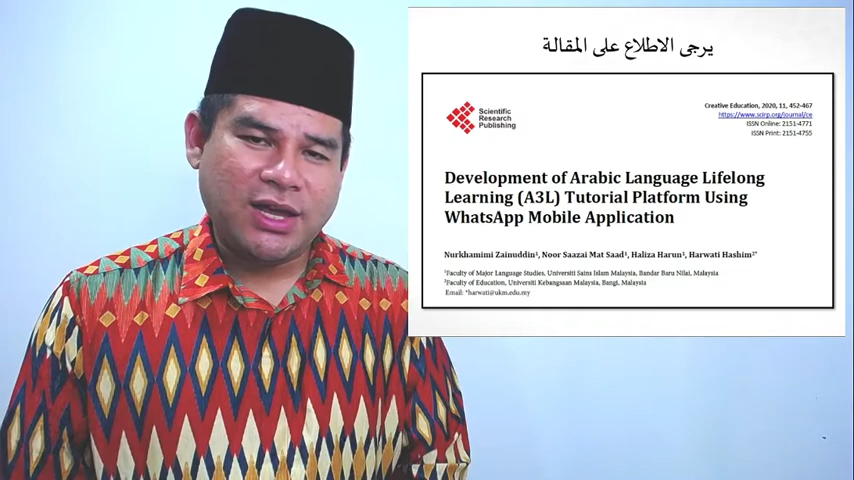 يرجى الاطلاع على المقالة
Scientific
Research
Publishing
Creative Education, 2020, 11, 452-467
https://www.scirp.org/journal/ce
ISSN Online: 2151-4771
ISSN Print: 2151-4755
Development of Arabic Language Lifelong
Learning (A3L) Tutorial Platform Using
WhatsApp Mobile Application
Nurkhamimi Zainuddin¹, Noor Saazai Mat Saad¹, Haliza Harun¹, Harwati Hashim²*
¹Faculty of Major Language Studies, Universiti Sains Islam Malaysia, Bandar Baru Nilai, Malaysia
²Faculty of Education, Universiti Kebangsaan Malaysia, Bangi, Malaysia
Email: *harwati@ukm.edu.my